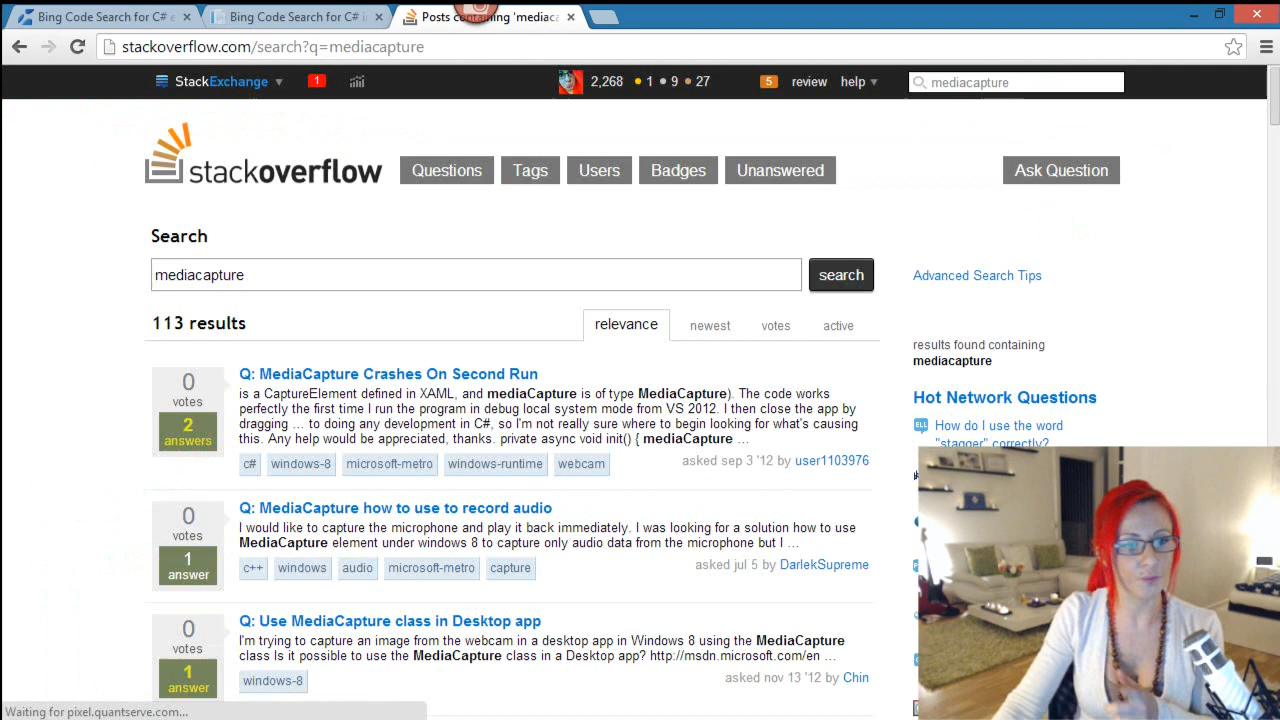 Bing Code Search for C# e
Bing Code Search for C# i
Posts containing 'mediaca
stackoverflow.com/search?q=mediacapture
StackExchange
1
2,268
1
9
27
5
review
help
mediacapture
stackoverflow
Questions
Tags
Users
Badges
Unanswered
Ask Question
Search
mediacapture
search
Advanced Search Tips
113 results
relevance
newest
votes
active
results found containing
mediacapture
Hot Network Questions
How do I use the word
"stagger" correctly?
0
votes
2
answers
Q: MediaCapture Crashes On Second Run
is a CaptureElement defined in XAML, and mediaCapture is of type MediaCapture). The code works
perfectly the first time I run the program in debug local system mode from VS 2012. I then close the app by
dragging ... to doing any development in C#, so I'm not really sure where to begin looking for what's causing
this. Any help would be appreciated, thanks. private async void init() { mediaCapture ...
c#
windows-8
microsoft-metro
windows-runtime
webcam
asked sep 3 '12 by user1103976
0
votes
1
answer
Q: MediaCapture how to use to record audio
I would like to capture the microphone and play it back immediately. I was looking for a solution how to use
MediaCapture element under windows 8 to capture only audio data from the microphone but I ...
c++
windows
audio
microsoft-metro
capture
asked jul 5 by DarlekSupreme
0
votes
1
answer
Q: Use MediaCapture class in Desktop app
I'm trying to capture an image from the webcam in a desktop app in Windows 8 using the MediaCapture
class Is it possible to use the MediaCapture class in a Desktop app? http://msdn.microsoft.com/en ...
windows-8
asked nov 13 '12 by Chin
Waiting for pixel.quantserve.com...